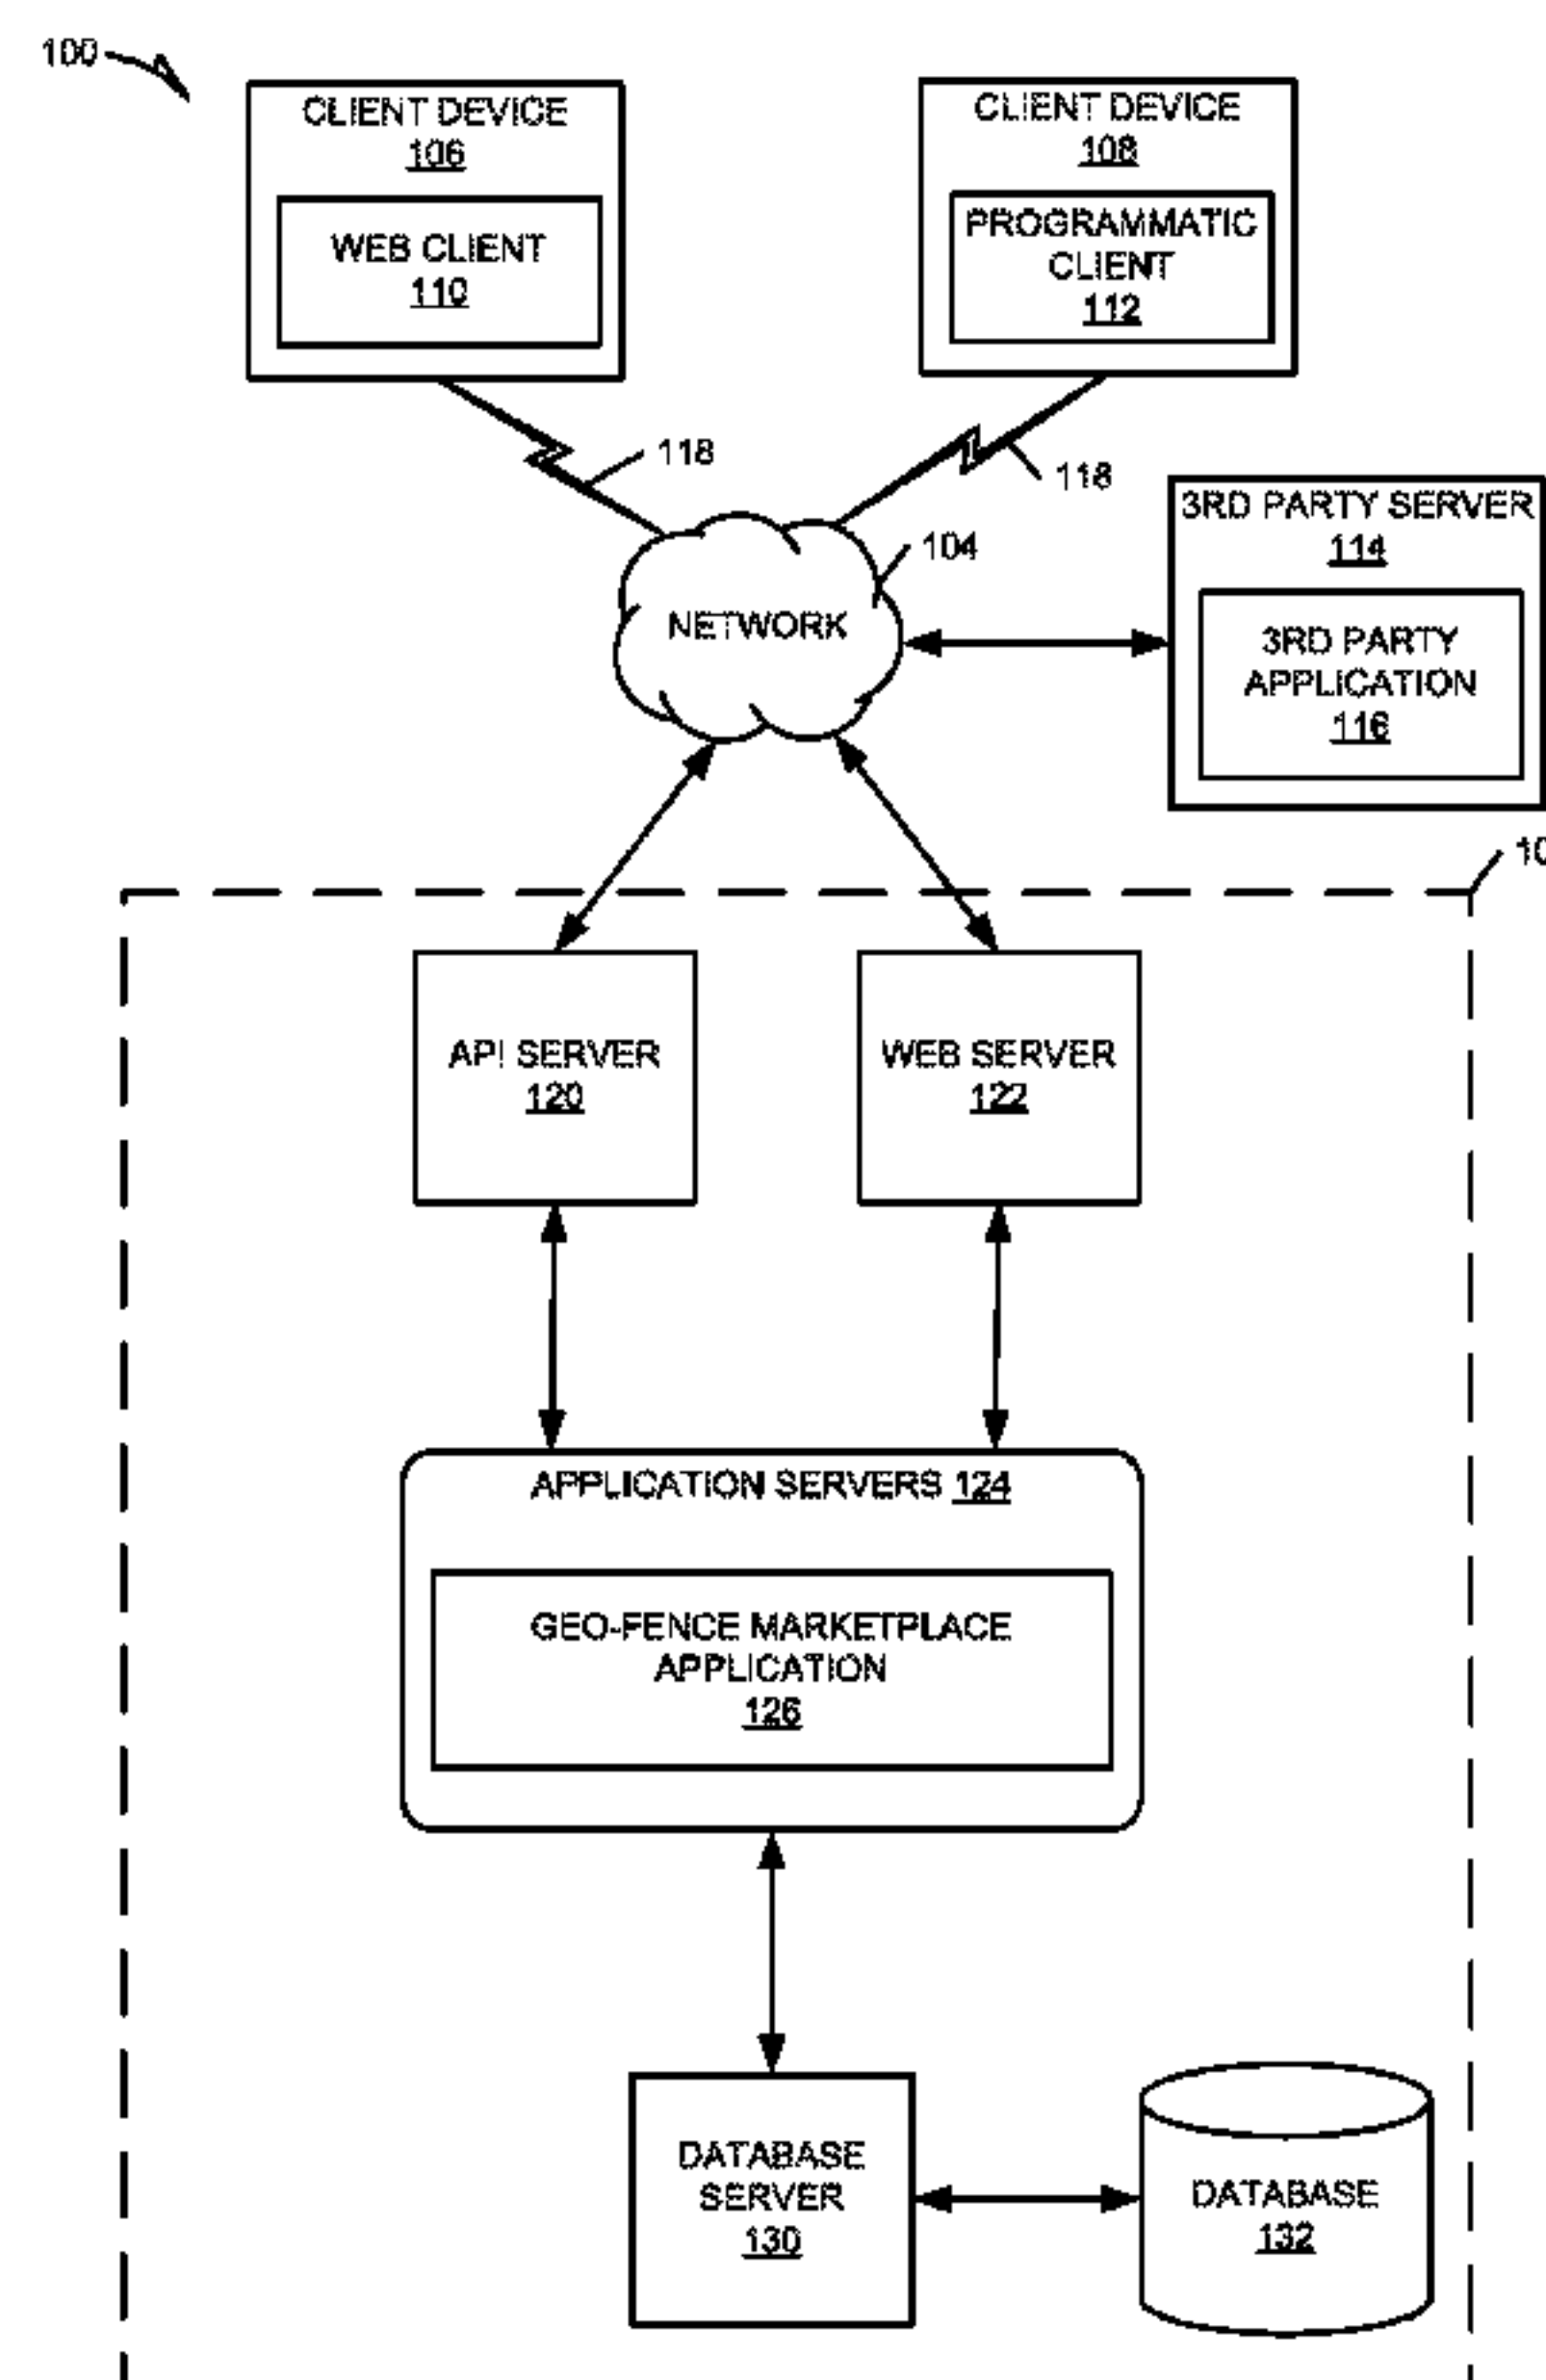 100
CLIENT DEVICE
106
WEB CLIENT
110
CLIENT DEVICE
108
PROGRAMMATIC
CLIENT
112
118
118
3RD PARTY SERVER
114
3RD PARTY
APPLICATION
116
104
NETWORK
API SERVER
120
WEB SERVER
122
APPLICATION SERVERS 124
GEO-FENCE MARKETPLACE
APPLICATION
126
DATABASE
SERVER
130
DATABASE
132